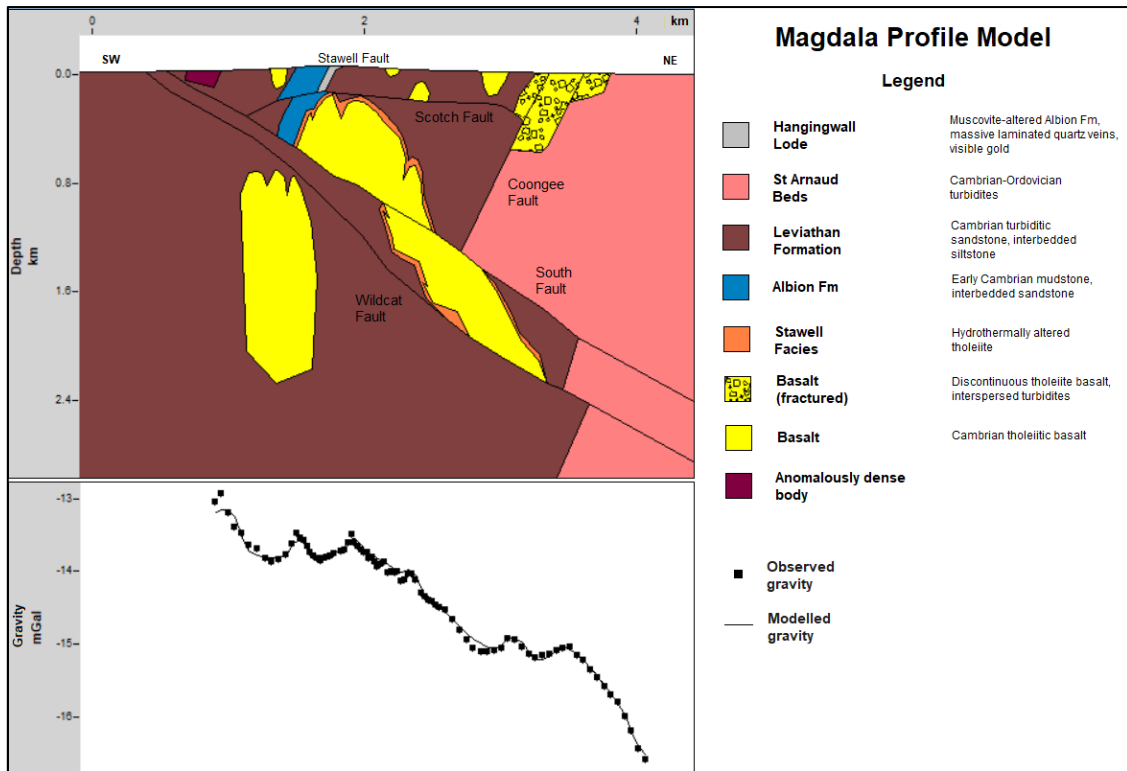 0
2
4
km
SW
Stawell Fault
NE
0.0
0.8
1.6
2.4
Depth
km
Scotch Fault
Coongee
Fault
South
Fault
Wildcat
Fault
-13
-14
-15
-16
Gravity
mGal
Magdala Profile Model
Legend
Hangingwall
Lode
Muscovite-altered Albion Fm,
massive laminated quartz veins,
visible gold
St Arnaud
Beds
Cambrian-Ordovician
turbidites
Leviathan
Formation
Cambrian turbiditic
sandstone, interbedded
siltstone
Albion Fm
Early Cambrian mudstone,
interbedded sandstone
Stawell
Facies
Hydrothermally altered
tholeiite
Basalt
(fractured)
Discontinuous tholeiite basalt,
interspersed turbidites
Basalt
Cambrian tholeiitic basalt
Anomalously dense
body
Observed
gravity
Modelled
gravity